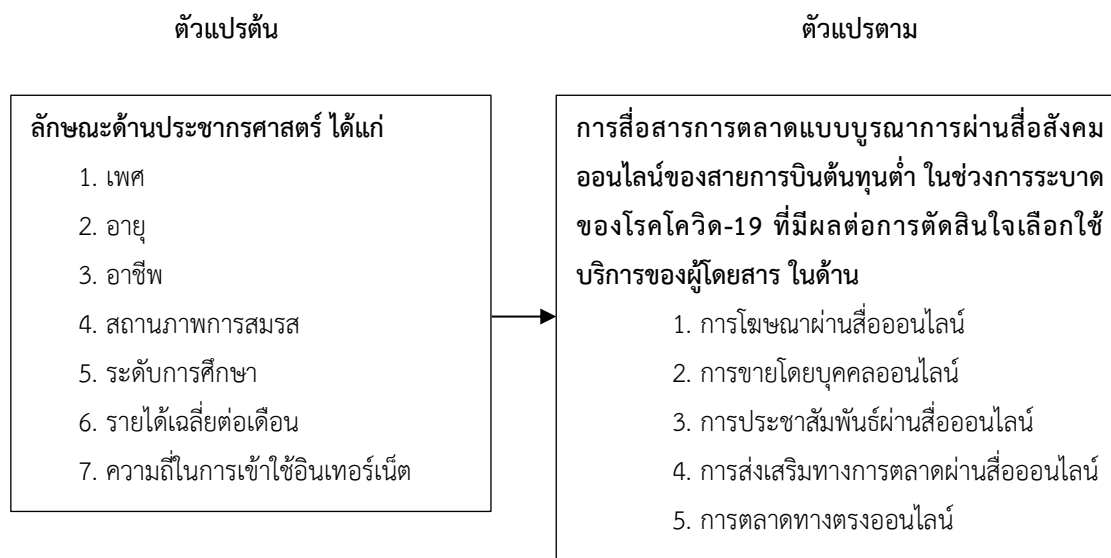 ตัวแปรต้น
ตัวแปรตาม
ลักษณะด้านประชากรศาสตร์ ได้แก่
1. เพศ
2. อายุ
3. อาชีพ
4. สถานภาพการสมรส
5. ระดับการศึกษา
6. รายได้เฉลี่ยต่อเดือน
7. ความถี่ในการเข้าใช้อินเทอร์เน็ต
การสื่อสารการตลาดแบบบูรณาการผ่านสื่อสังคม
ออนไลน์ของสายการบินต้นทุนต่ำ ในช่วงการระบาด
ของโรคโควิด-19 ที่มีผลต่อการตัดสินใจเลือกใช้
บริการของผู้โดยสาร ในด้าน
1. การโฆษณาผ่านสื่อออนไลน์
2. การขายโดยบุคคลออนไลน์
3. การประชาสัมพันธ์ผ่านสื่อออนไลน์
4. การส่งเสริมทางการตลาดผ่านสื่อออนไลน์
5. การตลาดทางตรงออนไลน์